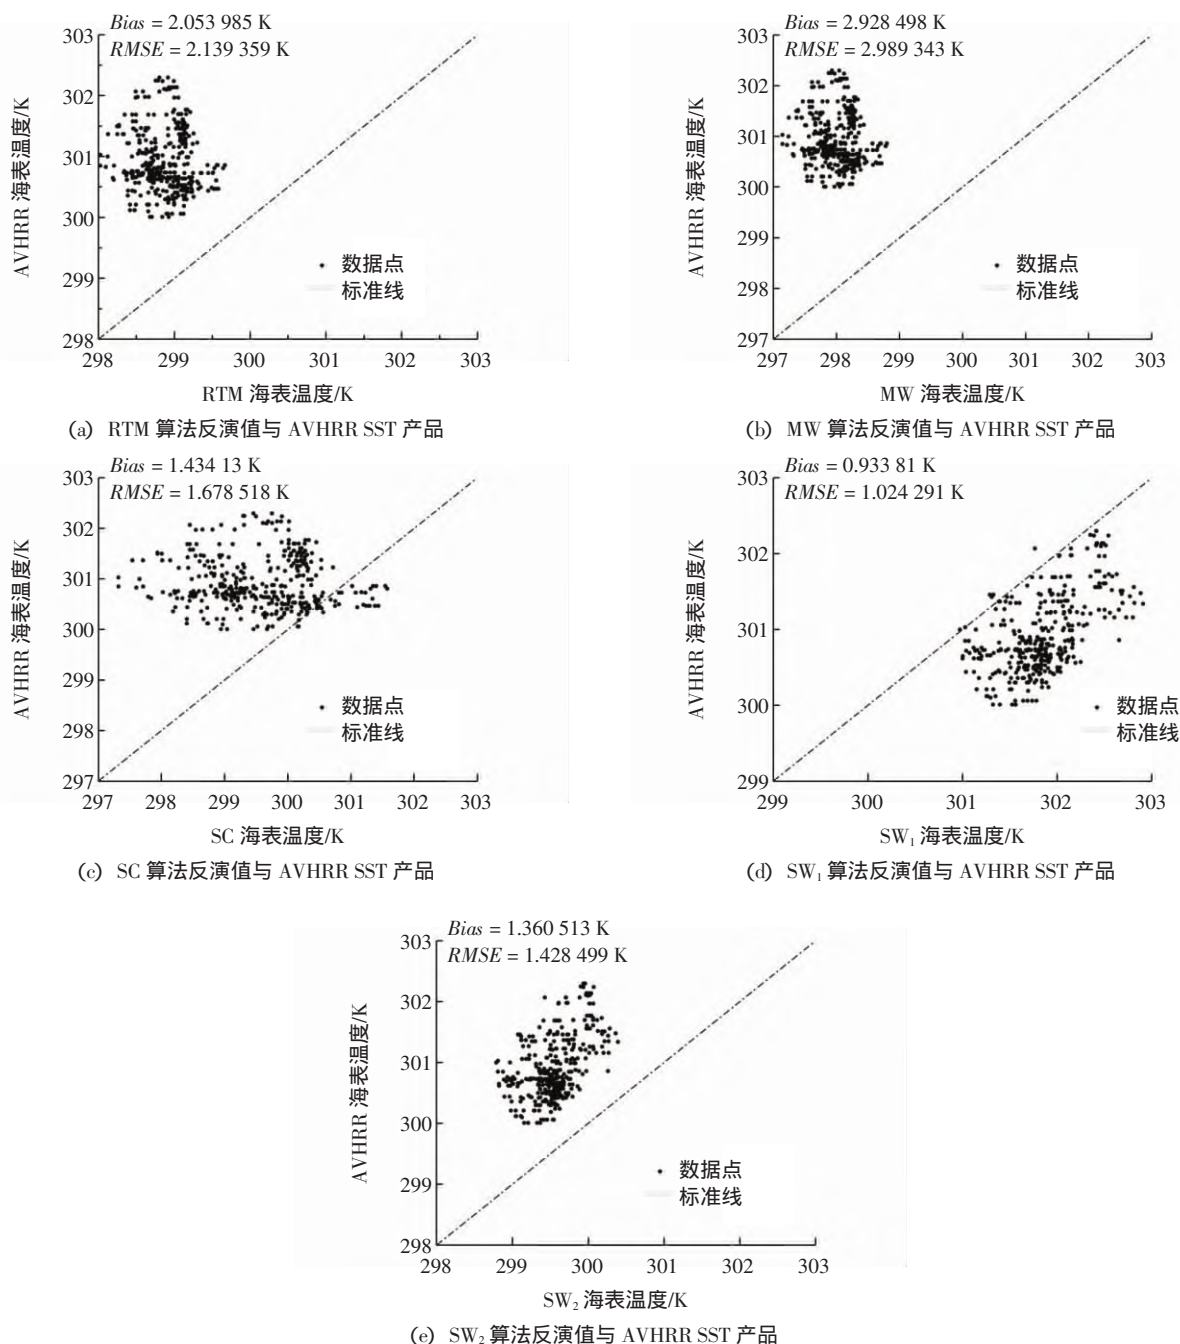 Bias = 2.053 985 K
RMSE = 2.139 359 K
303
302
301
300
299
298
298 299 300 301 302 303
AVHRR 海表温度/K
数据点
标准线
RTM 海表温度/K
(a) RTM 算法反演值与 AVHRR SST 产品
Bias = 2.928 498 K
RMSE = 2.989 343 K
303
302
301
300
299
298
297
297 298 299 300 301 302 303
AVHRR 海表温度/K
数据点
标准线
MW 海表温度/K
(b) MW 算法反演值与 AVHRR SST 产品
Bias = 1.434 13 K
RMSE = 1.678 518 K
303
302
301
300
299
298
297
297 298 299 300 301 302 303
AVHRR 海表温度/K
数据点
标准线
SC 海表温度/K
(c) SC 算法反演值与 AVHRR SST 产品
Bias = 0.933 81 K
RMSE = 1.024 291 K
303
302
301
300
299
299 300 301 302 303
AVHRR 海表温度/K
数据点
标准线
SW₁ 海表温度/K
(d) SW₁ 算法反演值与 AVHRR SST 产品
Bias = 1.360 513 K
RMSE = 1.428 499 K
303
302
301
300
299
298
298 299 300 301 302 303
AVHRR 海表温度/K
数据点
标准线
SW₂ 海表温度/K
(e) SW₂ 算法反演值与 AVHRR SST 产品